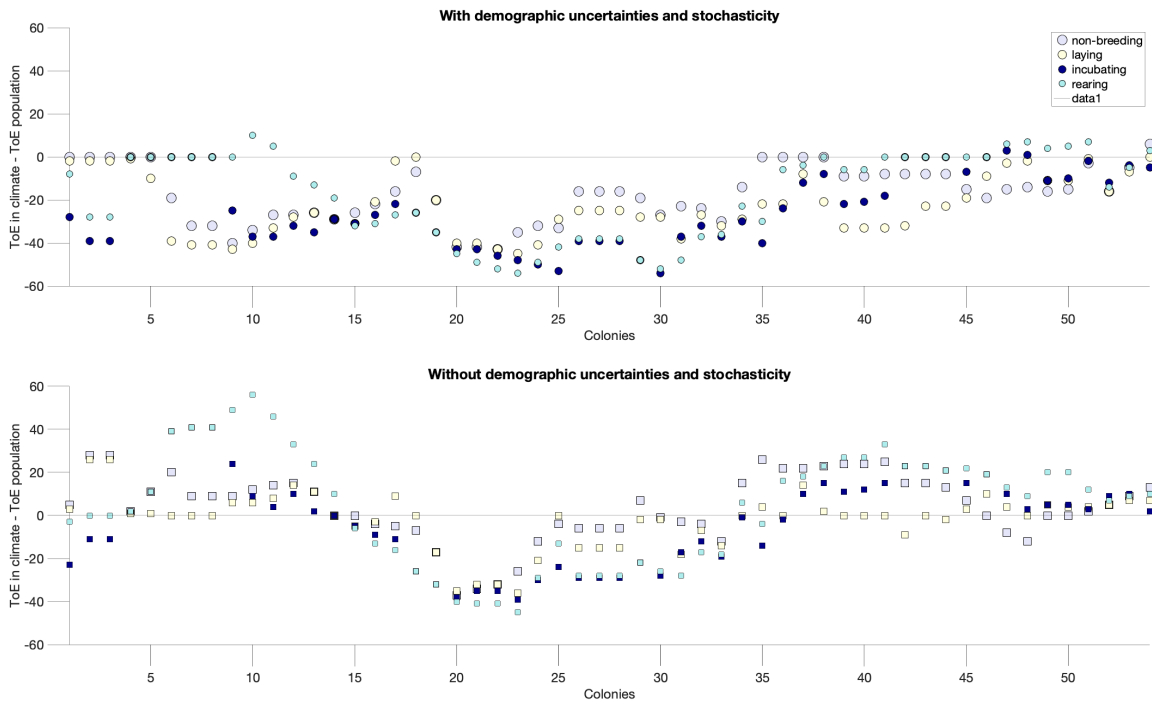 With demographic uncertainties and stochasticity
60
40
20
0
-20
-40
-60
ToE in climate - ToE population
non-breeding
laying
incubating
rearing
data1
5 10 15 20 25 30 35 40 45 50
Colonies
Without demographic uncertainties and stochasticity
60
40
20
0
-20
-40
-60
ToE in climate - ToE population
5 10 15 20 25 30 35 40 45 50
Colonies